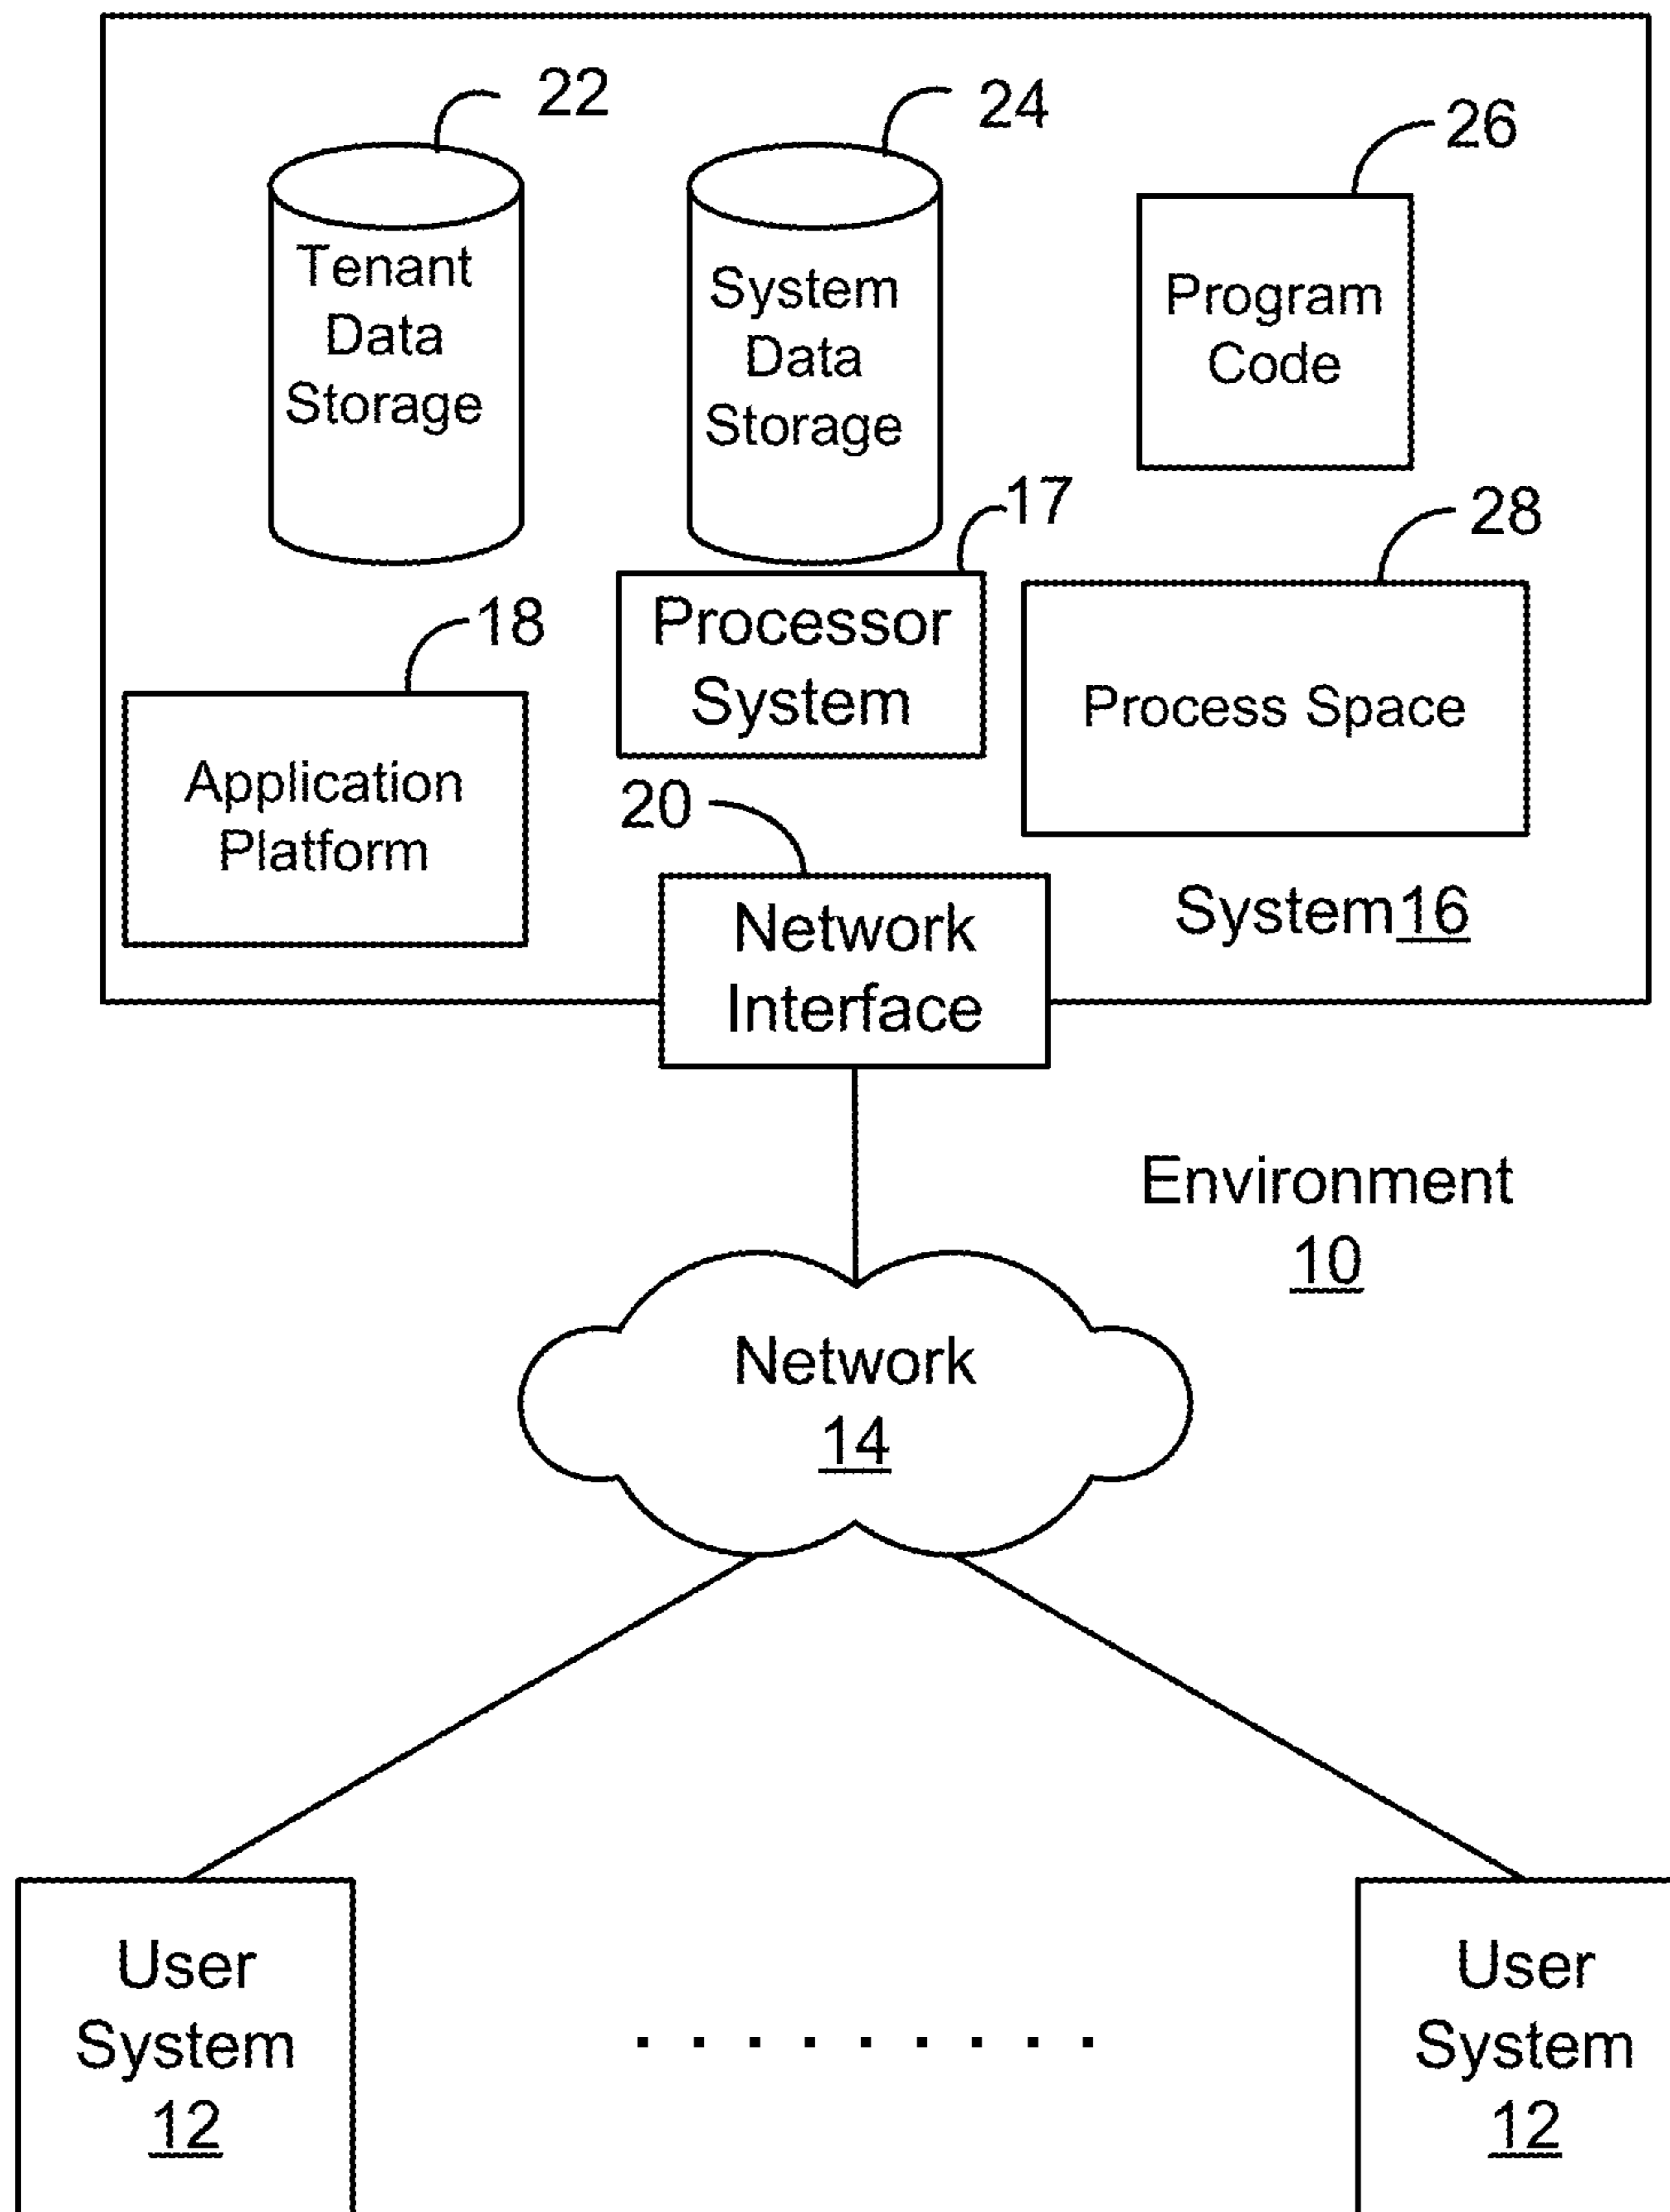 22
24
26
Tenant
Data
Storage
System
Data
Storage
Program
Code
17
28
18
Processor
System
Process Space
Application
Platform
20
Network
Interface
System16
Environment
10
Network
14
User
System
12
. . . . . . . . .
User
System
12